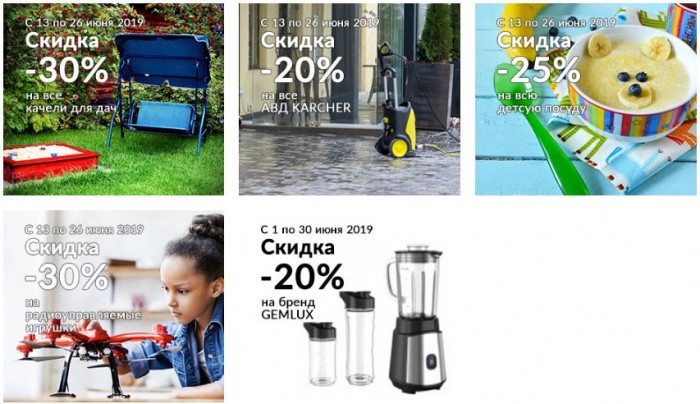 С 13 по 26 июня 2019
Скидка
-30%
на все
качели для дач
С 13 по 26 июня 2019
Скидка
-20%
на все
АВД KARCHER
С 13 по 26 июня 2019
Скидка
-25%
на всю
детсую посуду
С 13 по 26 июня 2019
Скидка
-30%
на
радиоуправляемые
игрушки
С 1 по 30 июня 2019
Скидка
-20%
на бренд
GEMLUX